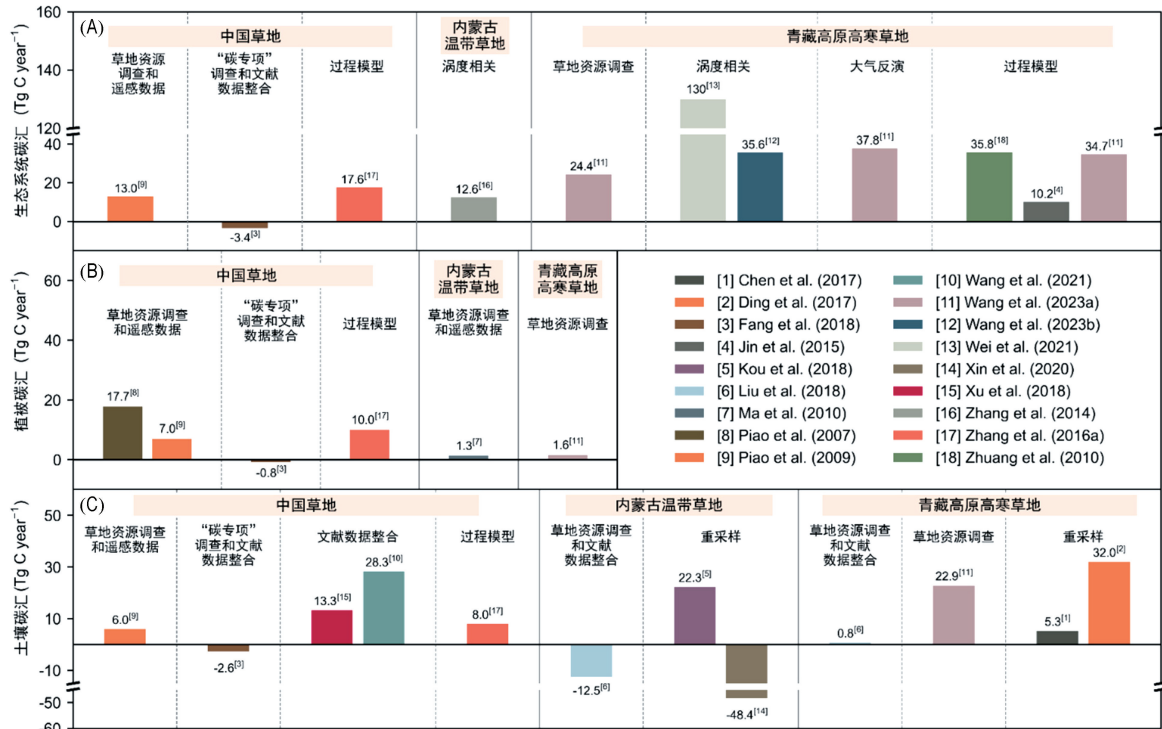 (A)
生态系统碳汇 (Tg C year⁻¹)
160
140
120
40
20
0
中国草地
内蒙古
温带草地
青藏高原高寒草地
草地资源
调查和
遥感数据
“碳专项”
调查和文献
数据整合
过程模型
涡度相关
草地资源调查
涡度相关
大气反演
过程模型
13.0[9]
-3.4[3]
17.6[17]
12.6[16]
24.4[11]
130[13]
35.6[12]
37.8[11]
35.8[18]
10.2[4]
34.7[11]
(B)
植被碳汇 (Tg C year⁻¹)
60
40
20
0
中国草地
内蒙古
温带草地
青藏高原
高寒草地
草地资源调查
和遥感数据
“碳专项”
调查和文献
数据整合
过程模型
草地资源调查
和遥感数据
草地资源调查
17.7[8]
7.0[9]
-0.8[3]
10.0[17]
1.3[7]
1.6[11]
[1] Chen et al. (2017)
[2] Ding et al. (2017)
[3] Fang et al. (2018)
[4] Jin et al. (2015)
[5] Kou et al. (2018)
[6] Liu et al. (2018)
[7] Ma et al. (2010)
[8] Piao et al. (2007)
[9] Piao et al. (2009)
[10] Wang et al. (2021)
[11] Wang et al. (2023a)
[12] Wang et al. (2023b)
[13] Wei et al. (2021)
[14] Xin et al. (2020)
[15] Xu et al. (2018)
[16] Zhang et al. (2014)
[17] Zhang et al. (2016a)
[18] Zhuang et al. (2010)
(C)
土壤碳汇 (Tg C year⁻¹)
50
30
10
-10
-50
-60
中国草地
内蒙古温带草地
青藏高原高寒草地
草地资源调查
和遥感数据
“碳专项”
调查和文献
数据整合
文献数据整合
过程模型
草地资源调查
和文献
数据整合
重采样
草地资源调查
和文献
数据整合
草地资源调查
重采样
6.0[9]
-2.6[3]
13.3[15]
28.3[10]
8.0[17]
-12.5[6]
22.3[5]
-48.4[14]
0.8[6]
22.9[11]
5.3[1]
32.0[2]